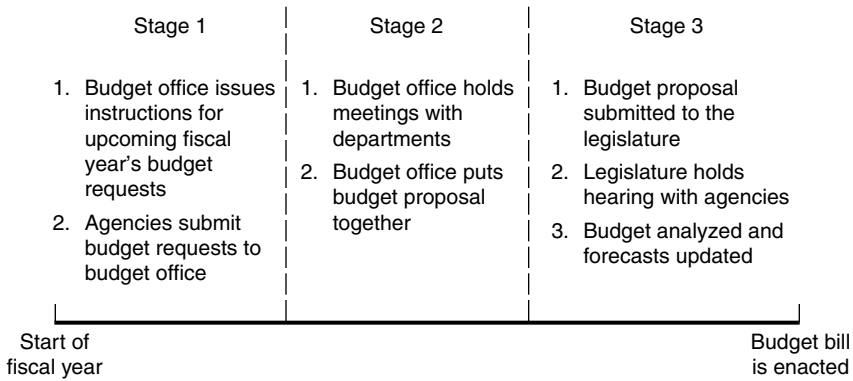 Stage 1
1. Budget office issues
instructions for
upcoming fiscal
year's budget
requests
2. Agencies submit
budget requests to
budget office
Stage 2
1. Budget office holds
meetings with
departments
2. Budget office puts
budget proposal
together
Stage 3
1. Budget proposal
submitted to the
legislature
2. Legislature holds
hearing with agencies
3. Budget analyzed and
forecasts updated
Start of
fiscal year
Budget bill
is enacted